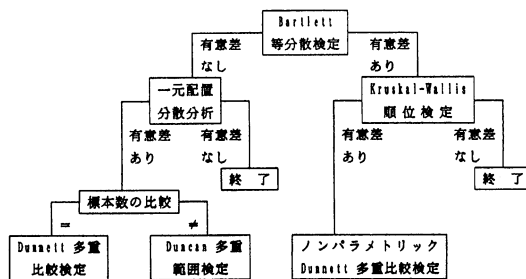 Bartlett
等分散検定
有意差
なし
有意差
あり
一元配置
分散分析
Kruskal-Wallis
順位検定
有意差
あり
有意差
なし
有意差
あり
有意差
なし
終 了
終 了
標本数の比較
=
≠
Dunnett 多重
比較検定
Duncan 多重
範囲検定
ノンパラメトリック
Dunnett 多重比較検定